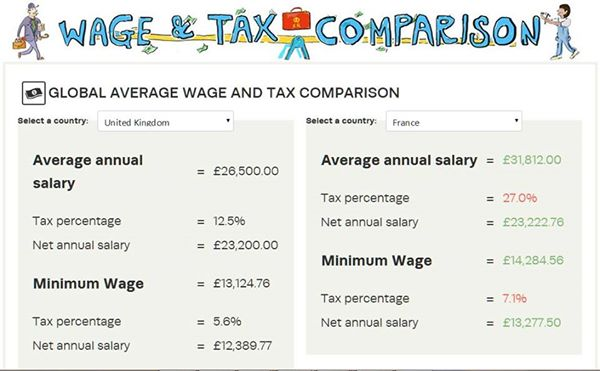 WAGE & TAX COMPARISON
GLOBAL AVERAGE WAGE AND TAX COMPARISON
Select a country: United Kingdom
Average annual
salary = £26,500.00
Tax percentage = 12.5%
Net annual salary = £23,200.00
Minimum Wage = £13,124.76
Tax percentage = 5.6%
Net annual salary = £12,389.77
Select a country: France
Average annual salary = £31,812.00
Tax percentage = 27.0%
Net annual salary = £23,222.76
Minimum Wage = £14,284.56
Tax percentage = 7.1%
Net annual salary = £13,277.50